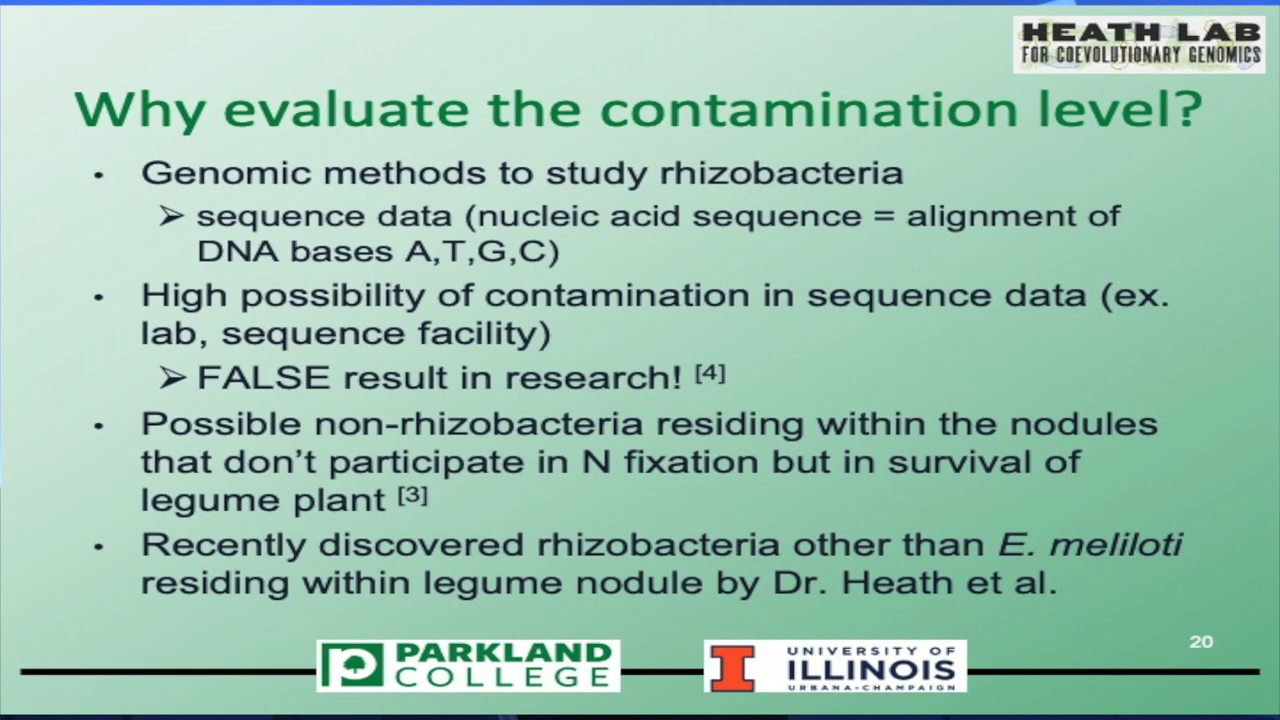 HEATH LAB
FOR COEVOLUTIONARY GENOMICS
Why evaluate the contamination level?
• Genomic methods to study rhizobacteria
➢ sequence data (nucleic acid sequence = alignment of
DNA bases A,T,G,C)
• High possibility of contamination in sequence data (ex.
lab, sequence facility)
➢ FALSE result in research! [4]
• Possible non-rhizobacteria residing within the nodules
that don’t participate in N fixation but in survival of
legume plant [3]
• Recently discovered rhizobacteria other than E. meliloti
residing within legume nodule by Dr. Heath et al.
20
PARKLAND
COLLEGE
UNIVERSITY OF
ILLINOIS
URBANA-CHAMPAIGN